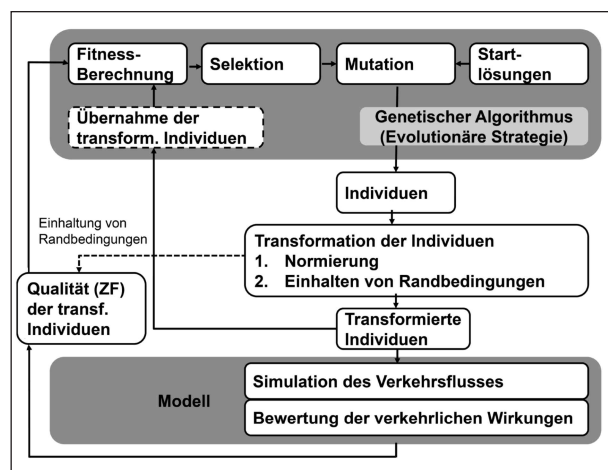 Fitness-
Berechnung
Selektion
Mutation
Start-
lösungen
Übernahme der
transform. Individuen
Genetischer Algorithmus
(Evolutionäre Strategie)
Individuen
Einhaltung von
Randbedingungen
Transformation der Individuen
1. Normierung
2. Einhalten von Randbedingungen
Qualität (ZF)
der transf.
Individuen
Transformierte
Individuen
Modell
Simulation des Verkehrsflusses
Bewertung der verkehrlichen Wirkungen